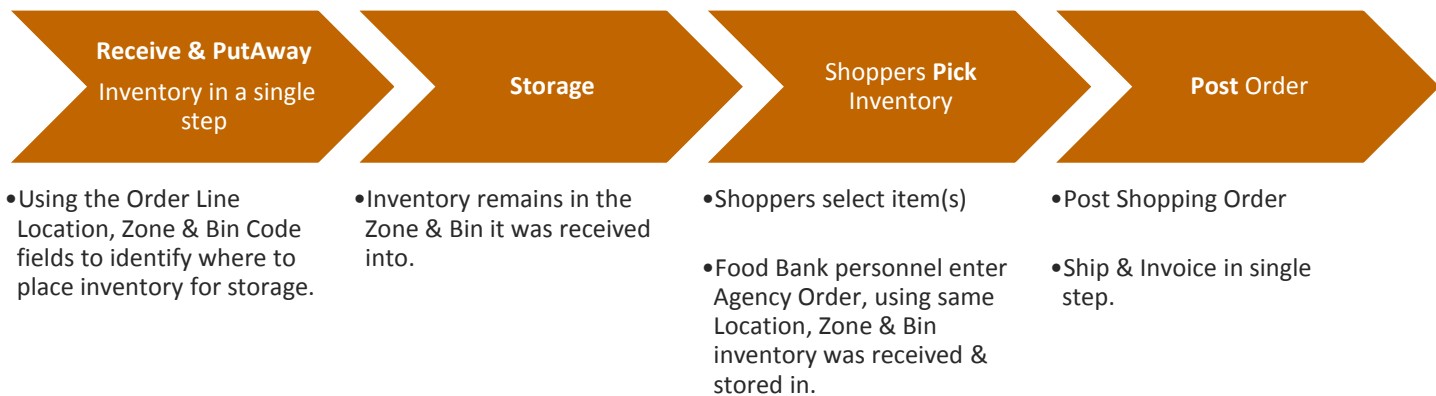 Receive & PutAway
Inventory in a single
step
Storage
Shoppers Pick
Inventory
Post Order
•Using the Order Line
Location, Zone & Bin Code
fields to identify where to
place inventory for storage.
•Inventory remains in the
Zone & Bin it was received
into.
•Shoppers select item(s)
•Food Bank personnel enter
Agency Order, using same
Location, Zone & Bin
inventory was received &
stored in.
•Post Shopping Order
•Ship & Invoice in single
step.